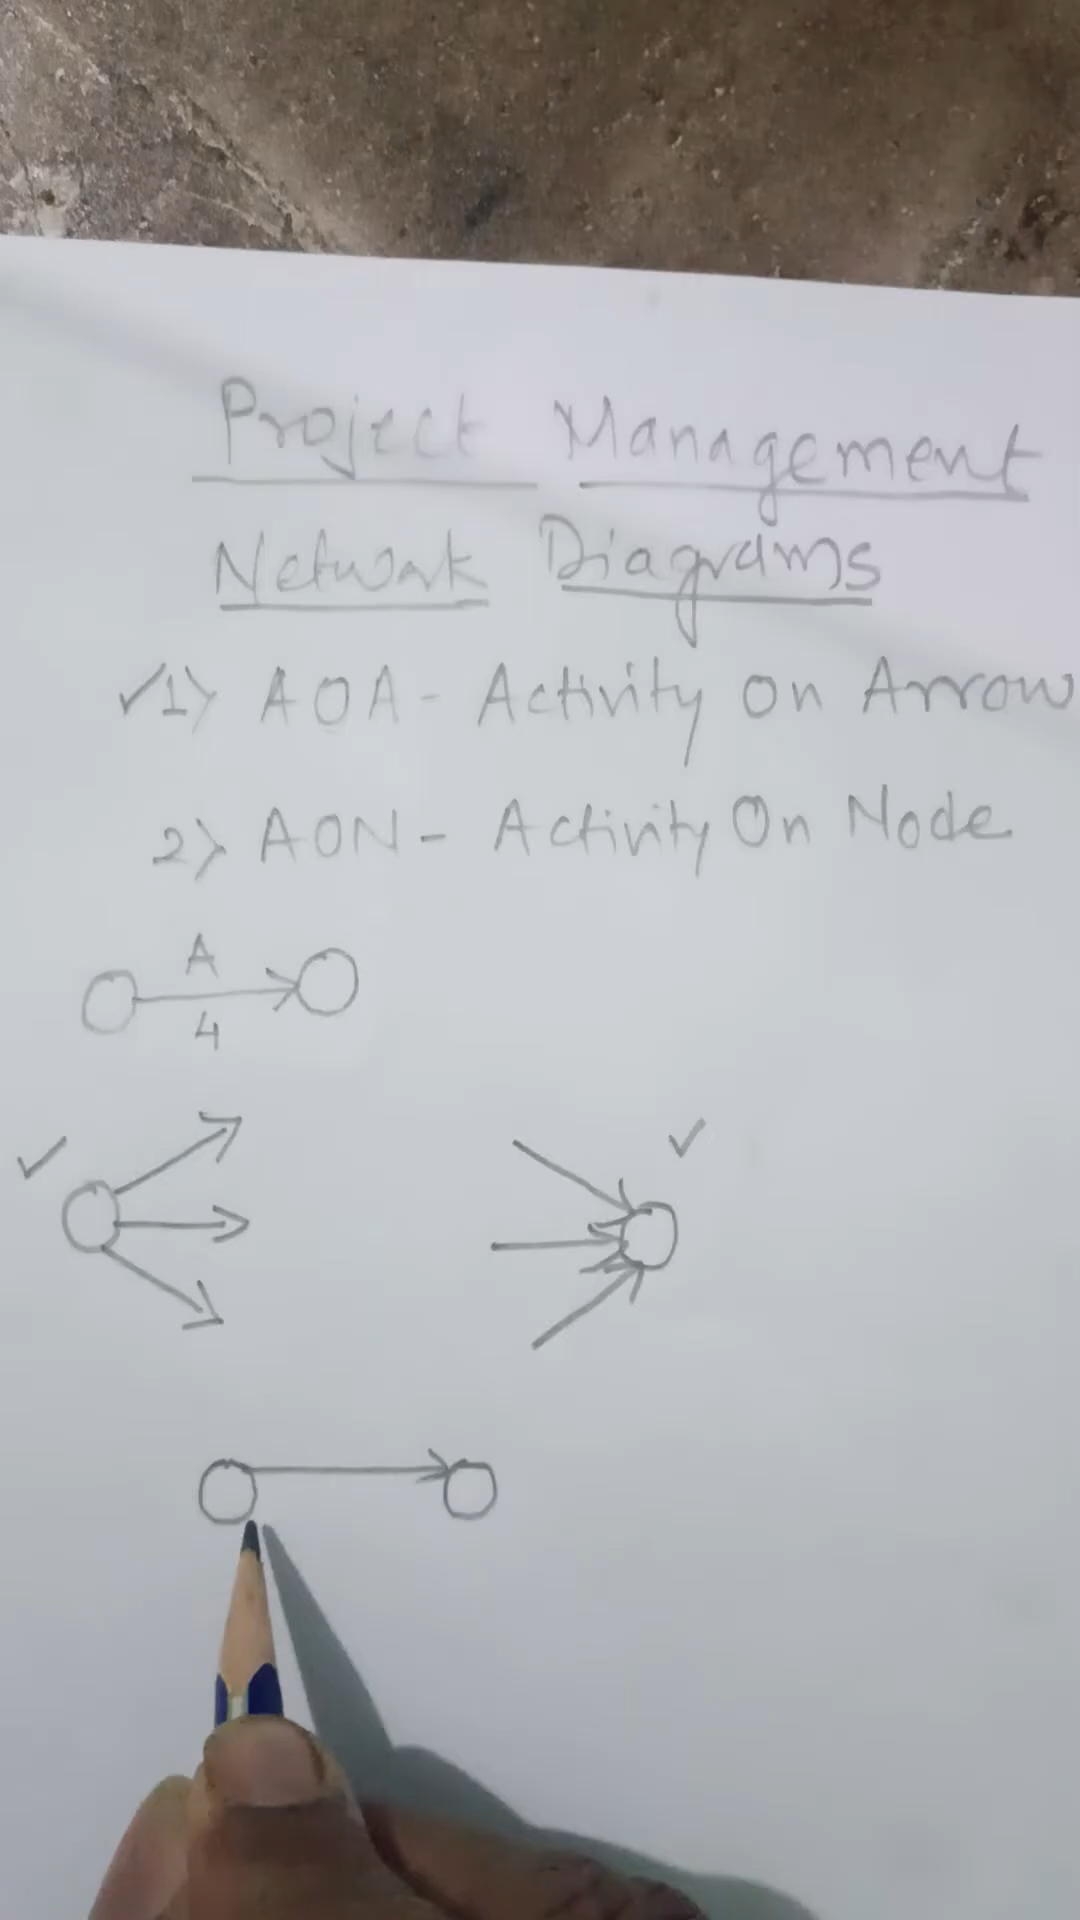 Project Management
Network Diagrams
✓1) AOA - Activity On Arrow
2) AON - Activity On Node
A
4
✓
✓